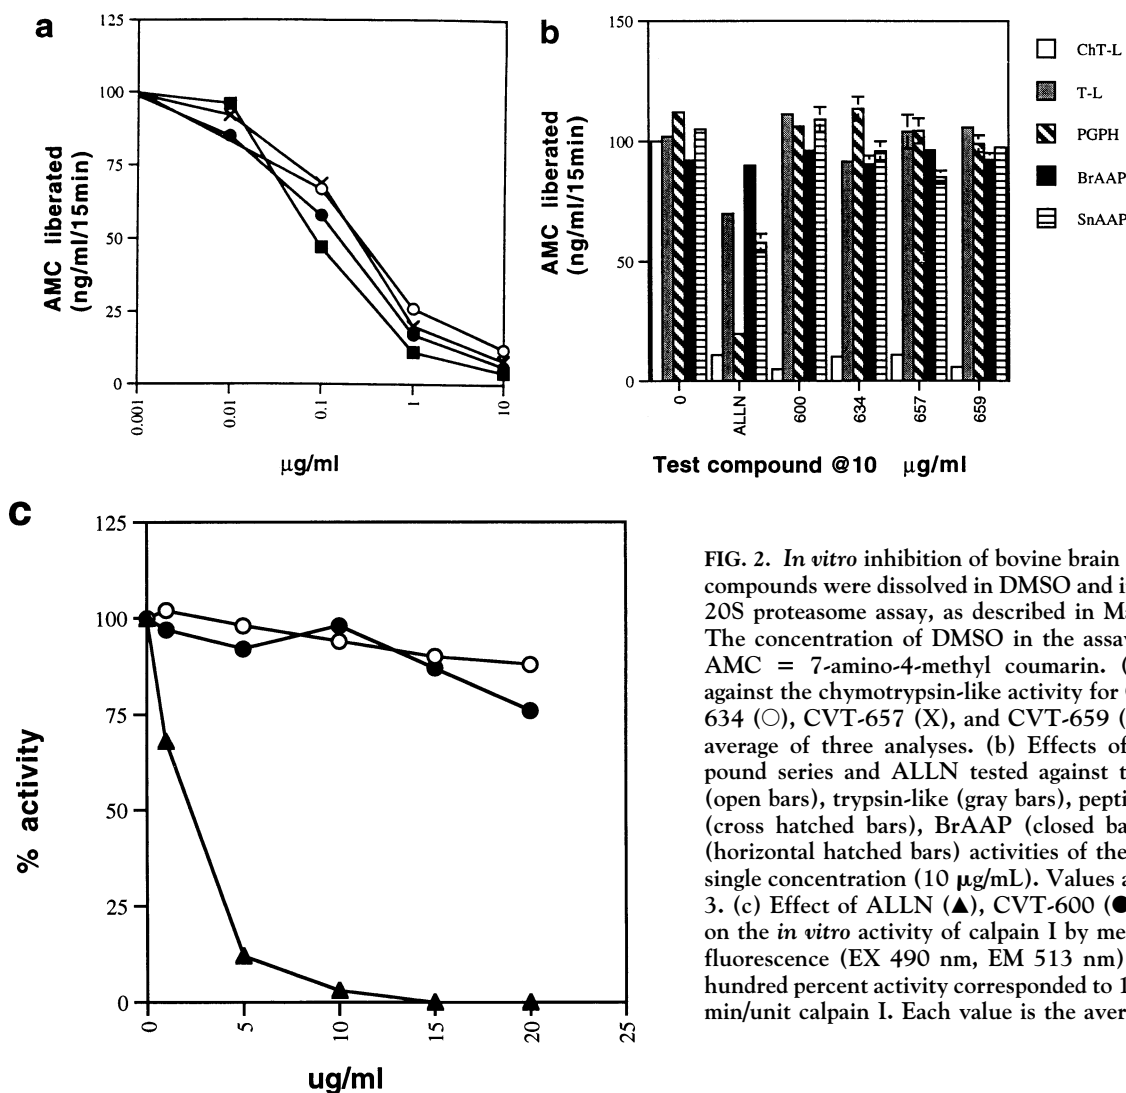 a
125
100
75
50
25
0
AMC liberated
(ng/ml/15min)
0.001
0.01
0.1
1
10
µg/ml
b
150
100
50
0
AMC liberated
(ng/ml/15min)
0
ALLN
600
634
657
659
Test compound @10 µg/ml
ChT-L
T-L
PGPH
BrAAP
SnAAP
c
125
100
75
50
25
0
% activity
0
5
10
15
20
25
ug/ml
FIG. 2. In vitro inhibition of bovine brain
compounds were dissolved in DMSO and i
20S proteasome assay, as described in M
The concentration of DMSO in the assa
AMC = 7-amino-4-methyl coumarin. (
against the chymotrypsin-like activity for
634 (○), CVT-657 (X), and CVT-659 (
average of three analyses. (b) Effects of
pound series and ALLN tested against t
(open bars), trypsin-like (gray bars), pepti
(cross hatched bars), BrAAP (closed ba
(horizontal hatched bars) activities of the
single concentration (10 µg/mL). Values a
3. (c) Effect of ALLN (▲), CVT-600 (●
on the in vitro activity of calpain I by me
fluorescence (EX 490 nm, EM 513 nm)
hundred percent activity corresponded to 1
min/unit calpain I. Each value is the aver